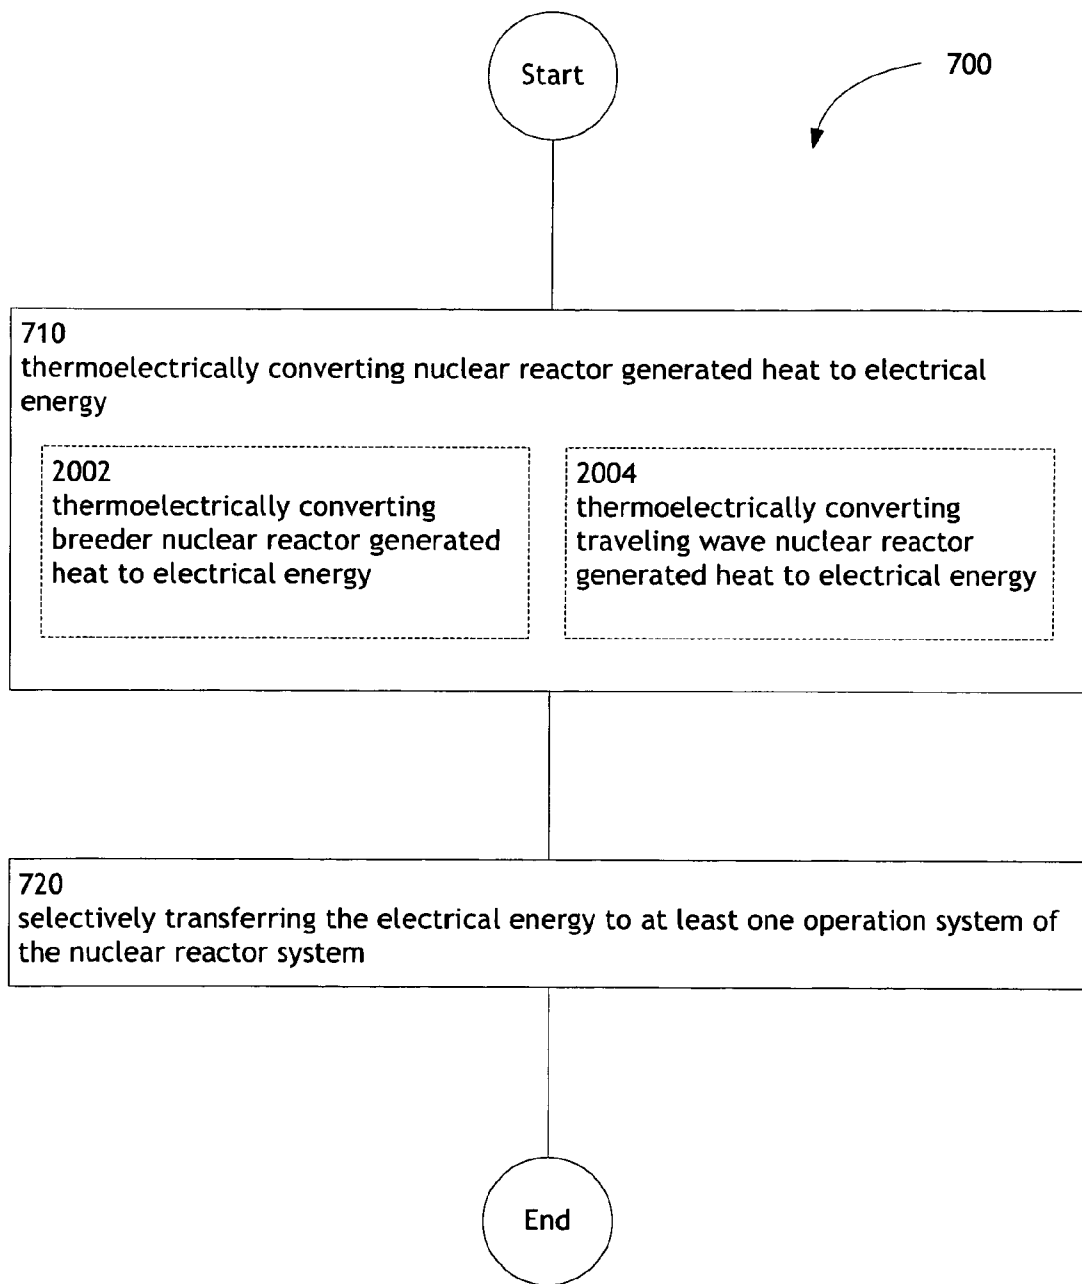 Start
700
710
thermoelectrically converting nuclear reactor generated heat to electrical
energy
2002
thermoelectrically converting
breeder nuclear reactor generated
heat to electrical energy
2004
thermoelectrically converting
traveling wave nuclear reactor
generated heat to electrical energy
720
selectively transferring the electrical energy to at least one operation system of
the nuclear reactor system
End